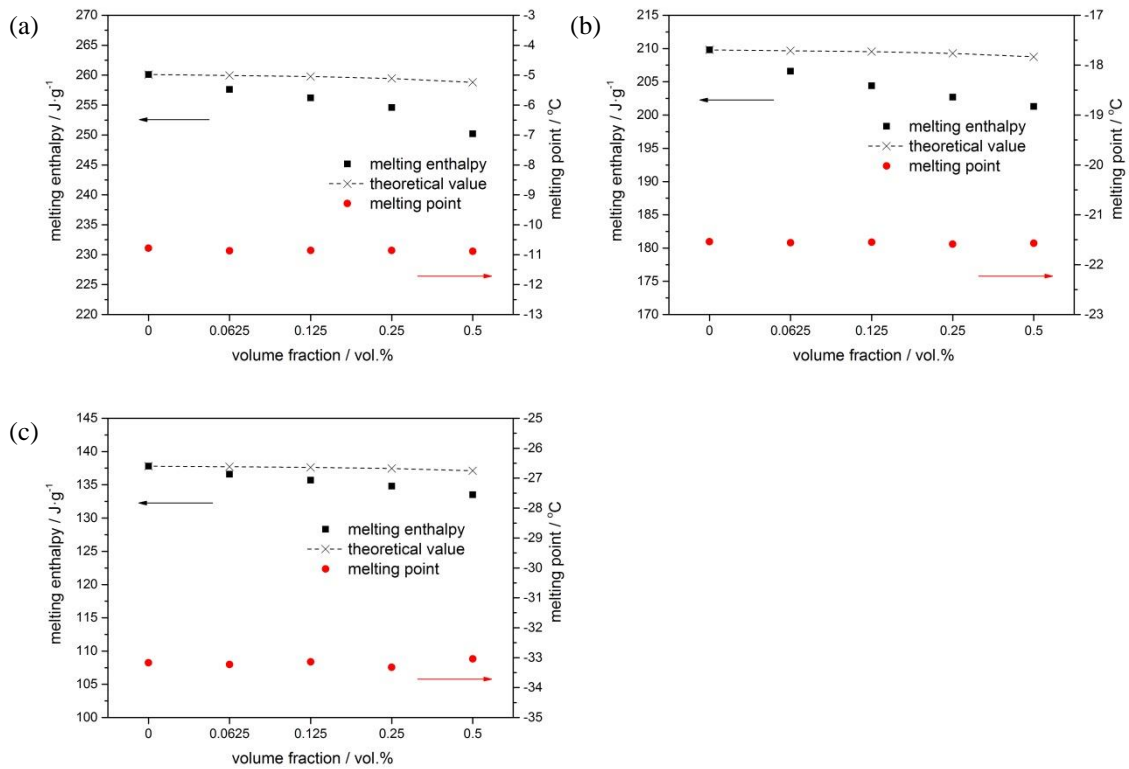 (a)
270
265
260
255
250
245
240
235
230
225
220
melting enthalpy / J·g⁻¹
-3
-4
-5
-6
-7
-8
-9
-10
-11
-12
-13
melting point / °C
melting enthalpy
theoretical value
melting point
0 0.0625 0.125 0.25 0.5
volume fraction / vol.%
(b)
215
210
205
200
195
190
185
180
175
170
melting enthalpy / J·g⁻¹
-17
-18
-19
-20
-21
-22
-23
melting point / °C
melting enthalpy
theoretical value
melting point
0 0.0625 0.125 0.25 0.5
volume fraction / vol.%
(c)
145
140
135
130
125
120
115
110
105
100
melting enthalpy / J·g⁻¹
-25
-26
-27
-28
-29
-30
-31
-32
-33
-34
-35
melting point / °C
melting enthalpy
theoretical value
melting point
0 0.0625 0.125 0.25 0.5
volume fraction / vol.%